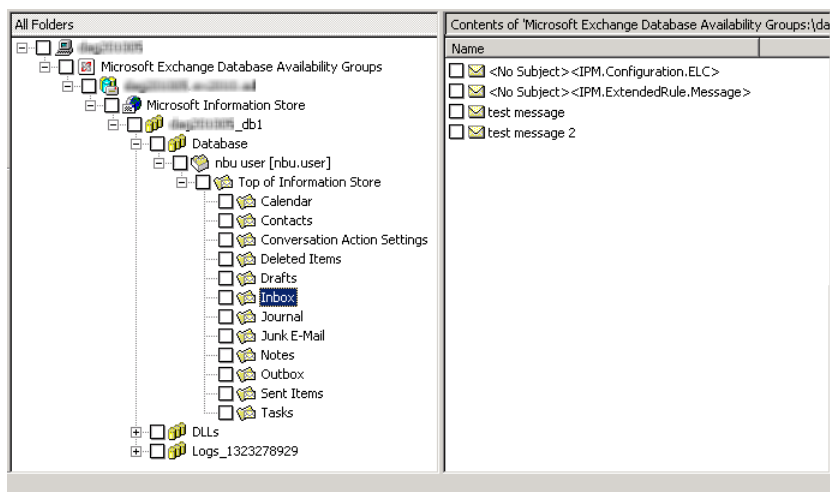 All Folders
Microsoft Exchange Database Availability Groups
Microsoft Information Store
_db1
Database
nbu user [nbu.user]
Top of Information Store
Calendar
Contacts
Conversation Action Settings
Deleted Items
Drafts
Inbox
Journal
Junk E-Mail
Notes
Outbox
Sent Items
Tasks
DLLs
Logs_1323278929
Contents of 'Microsoft Exchange Database Availability Groups:\da
Name
<No Subject><IPM.Configuration.ELC>
<No Subject><IPM.ExtendedRule.Message>
test message
test message 2